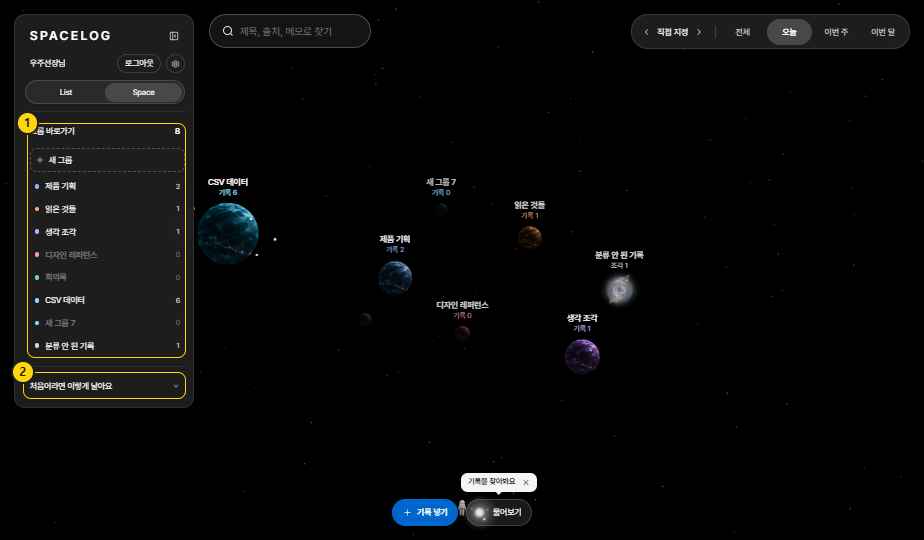 SPACELOG
우주선장님
로그아웃
List
Space
1
룹 바로가기
8
+ 새 그룹
제품 기획 2
읽은 것들 1
생각 조각 1
디자인 레퍼런스 0
회의록 0
CSV 데이터 6
새 그룹 7 0
분류 안 된 기록 1
2
처음이라면 이렇게 날아요
제목, 출처, 메모로 찾기
직접 지정
전체
오늘
이번 주
이번 달
CSV 데이터
기록 6
새 그룹 7
기록 0
읽은 것들
기록 1
제품 기획
기록 2
분류 안 된 기록
조각 1
디자인 레퍼런스
기록 0
생각 조각
기록 1
기록을 찾아봐요
+ 기록 넣기
물어보기